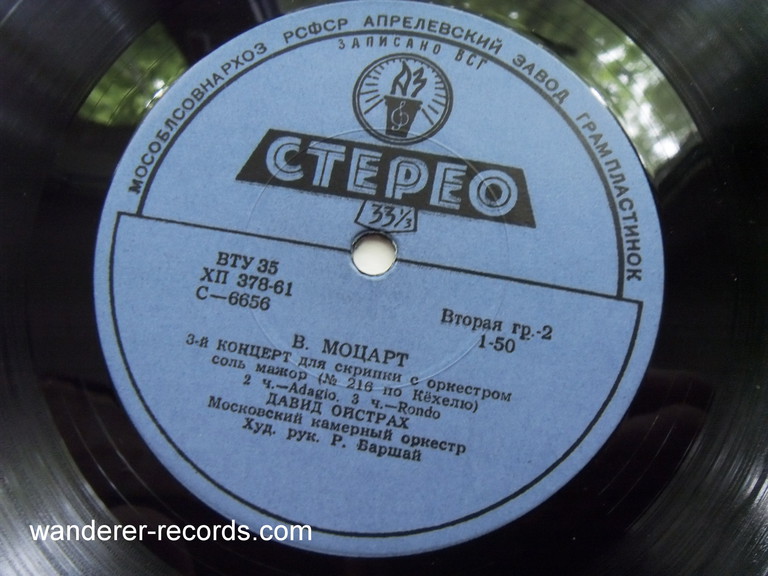 МОСОБЛСОВНАРХОЗ РСФСР АПРЕЛЕВСКИЙ ЗАВОД ГРАМПЛАСТИНОК
ЗАПИСАНО ВСГ
АЗ
СТЕРЕО
33⅓
ВТУ 35
ХП 378-61
С—6656
Вторая гр.-2
1-50
В. МОЦАРТ
3-й КОНЦЕРТ для скрипки с оркестром
соль мажор (№ 216 по Кёхелю)
2 ч.—Adagio, 3 ч.—Rondo
ДАВИД ОЙСТРАХ
Московский камерный оркестр
Худ. рук. Р. Баршай
wanderer-records.com